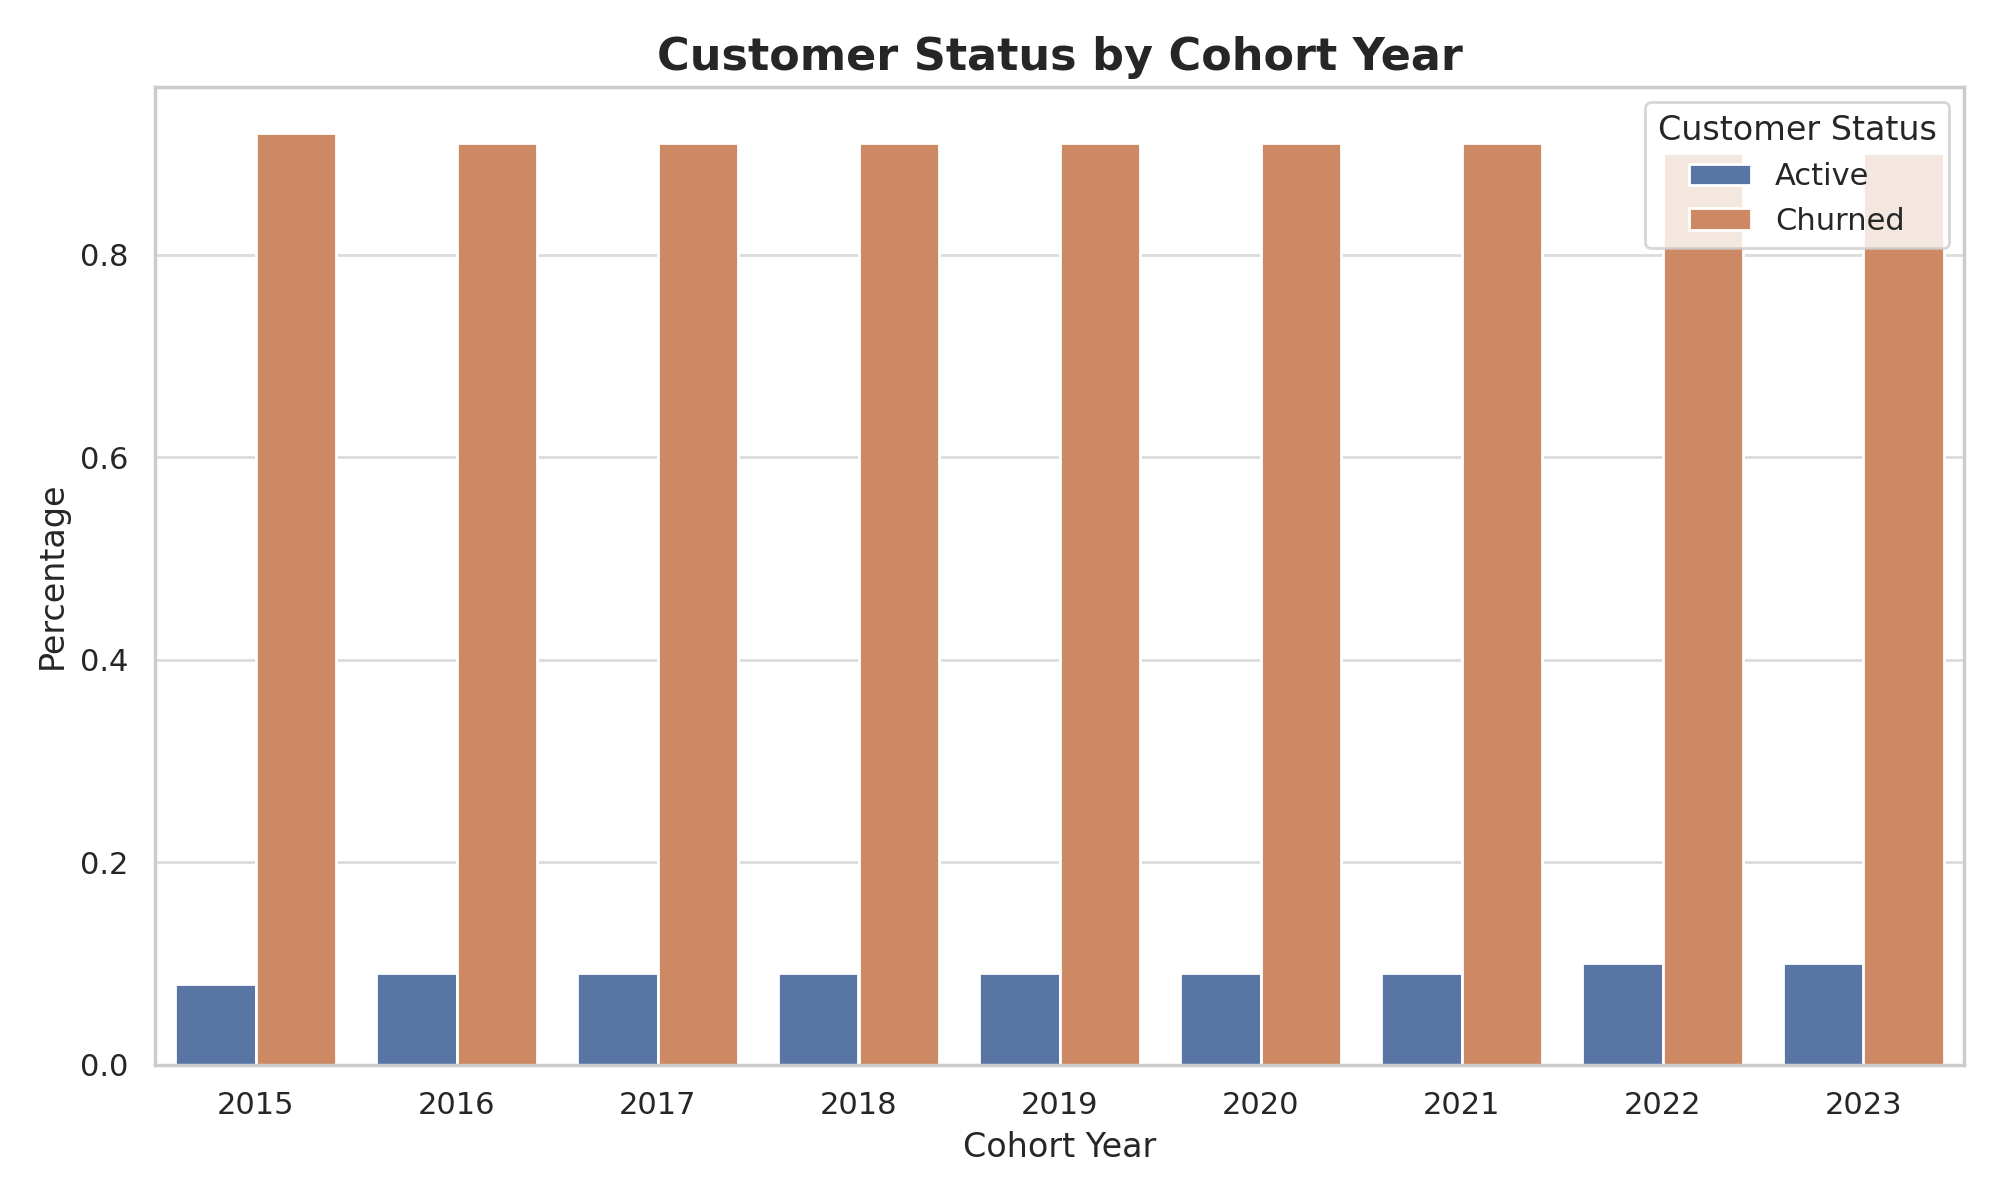 Customer Status by Cohort Year
Customer Status
Active
Churned
Percentage
0.8
0.6
0.4
0.2
0.0
2015 2016 2017 2018 2019 2020 2021 2022 2023
Cohort Year